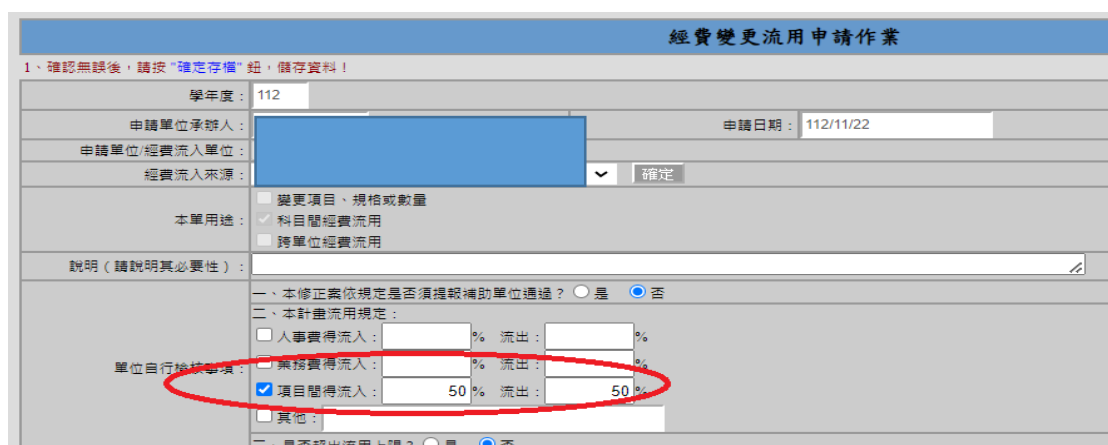 經費變更流用申請作業
1、確認無誤後，請按 "確定存檔" 鈕，儲存資料！
學年度： 112
申請單位承辦人： 申請日期： 112/11/22
申請單位/經費流入單位：
經費流入來源： 確定
變更項目、規格或數量
本單用途： 科目間經費流用
跨單位經費流用
說明（請說明其必要性）：
一、本修正案依規定是否須提報補助單位通過？ 是 否
二、本計畫流用規定：
人事費得流入： % 流出： %
單位自行檢核事項： 業務費得流入： % 流出： %
項目間得流入： 50 % 流出： 50 %
其他：
三、是否超出流用上限？ 是 否